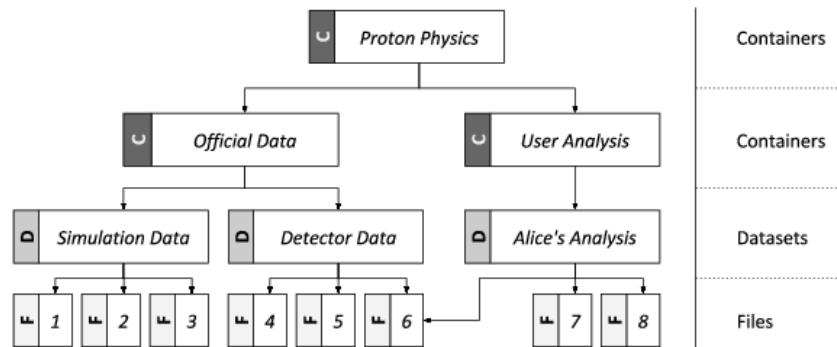 C Proton Physics Containers
C Official Data C User Analysis Containers
D Simulation Data D Detector Data D Alice's Analysis Datasets
F 1 F 2 F 3 F 4 F 5 F 6 F 7 F 8 Files